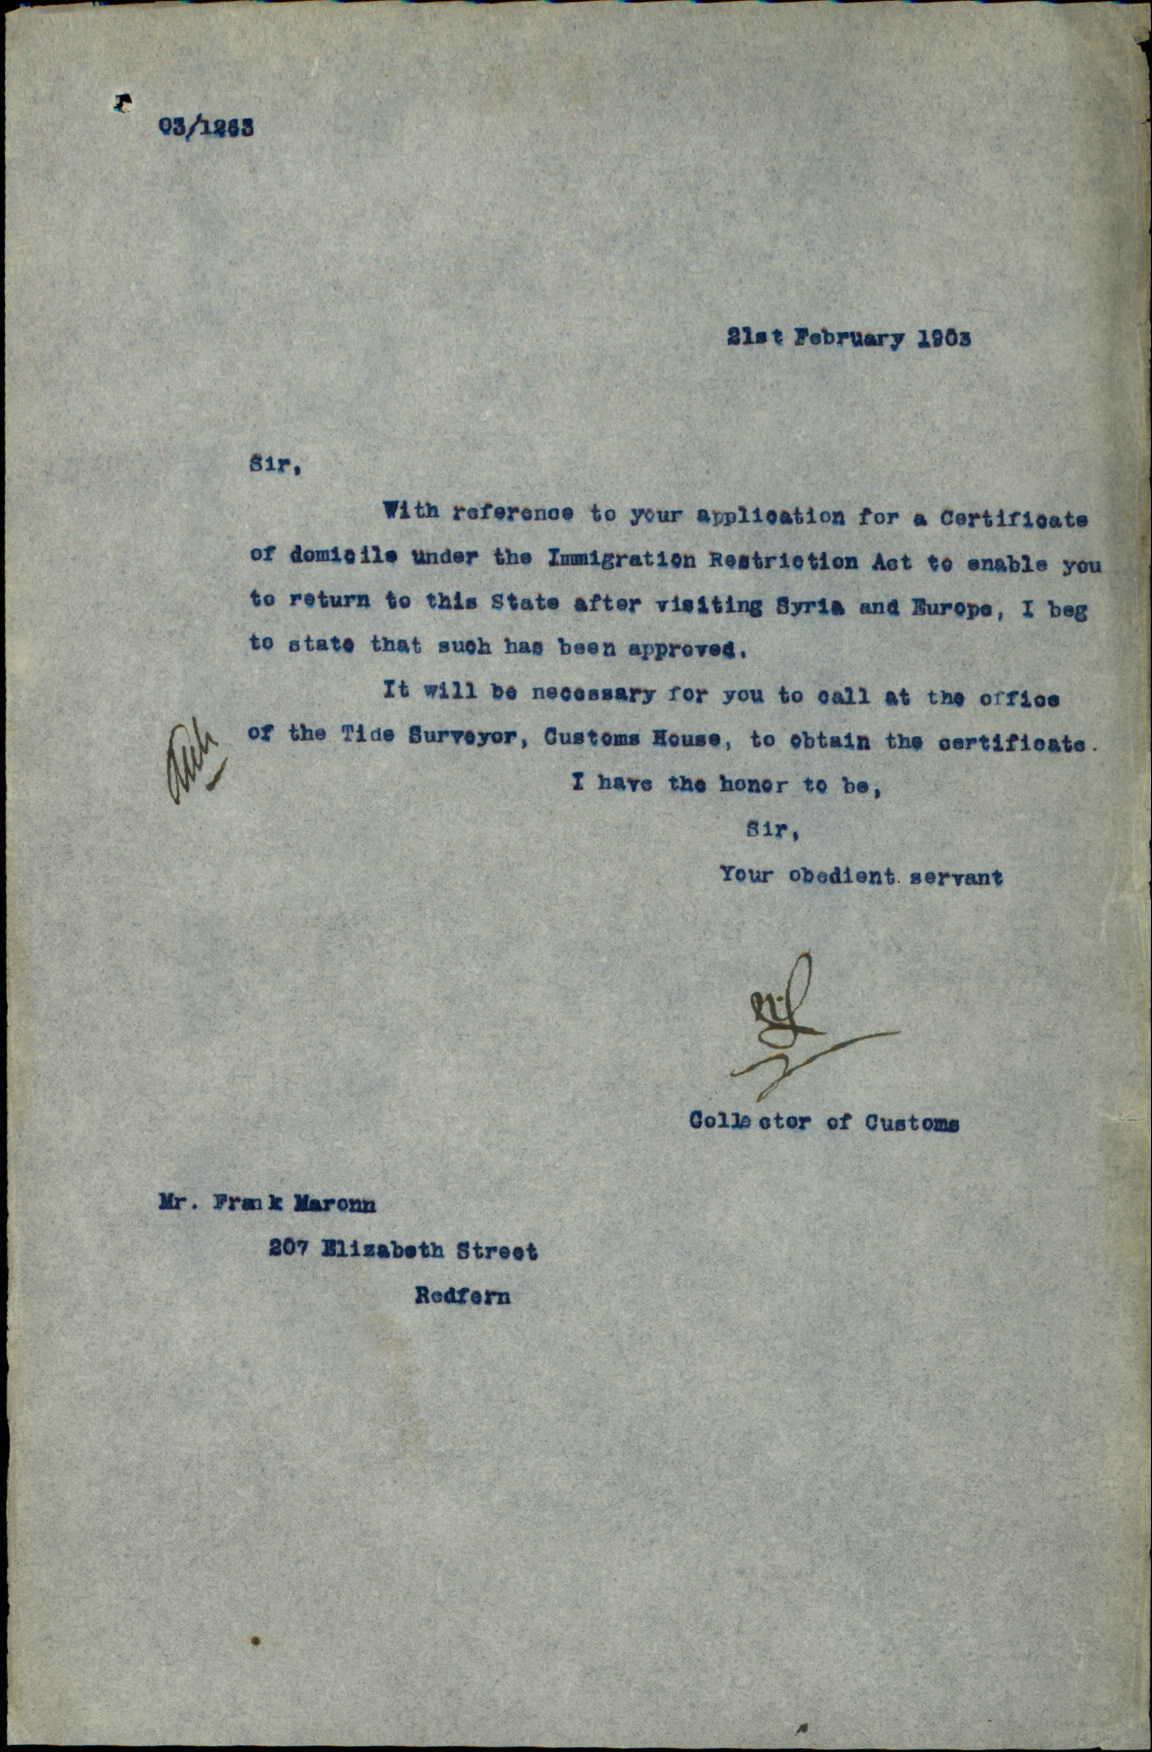 03/1263
21st February 1903
Sir,
With reference to your application for a Certificate
of domicile under the Immigration Restriction Act to enable you
to return to this State after visiting Syria and Europe, I beg
to state that such has been approved.
It will be necessary for you to call at the office
of the Tide Surveyor, Customs House, to obtain the certificate.
I have the honor to be,
Sir,
Your obedient servant
Collector of Customs
Mr. Frank Maronn
207 Elizabeth Street
Redfern